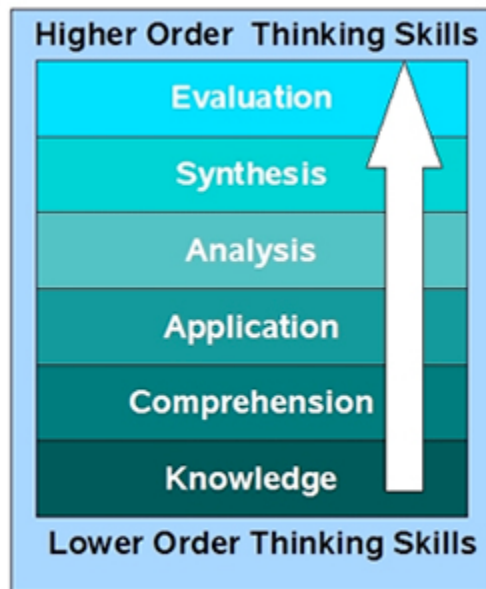 Higher Order Thinking Skills
Evaluation
Synthesis
Analysis
Application
Comprehension
Knowledge
Lower Order Thinking Skills